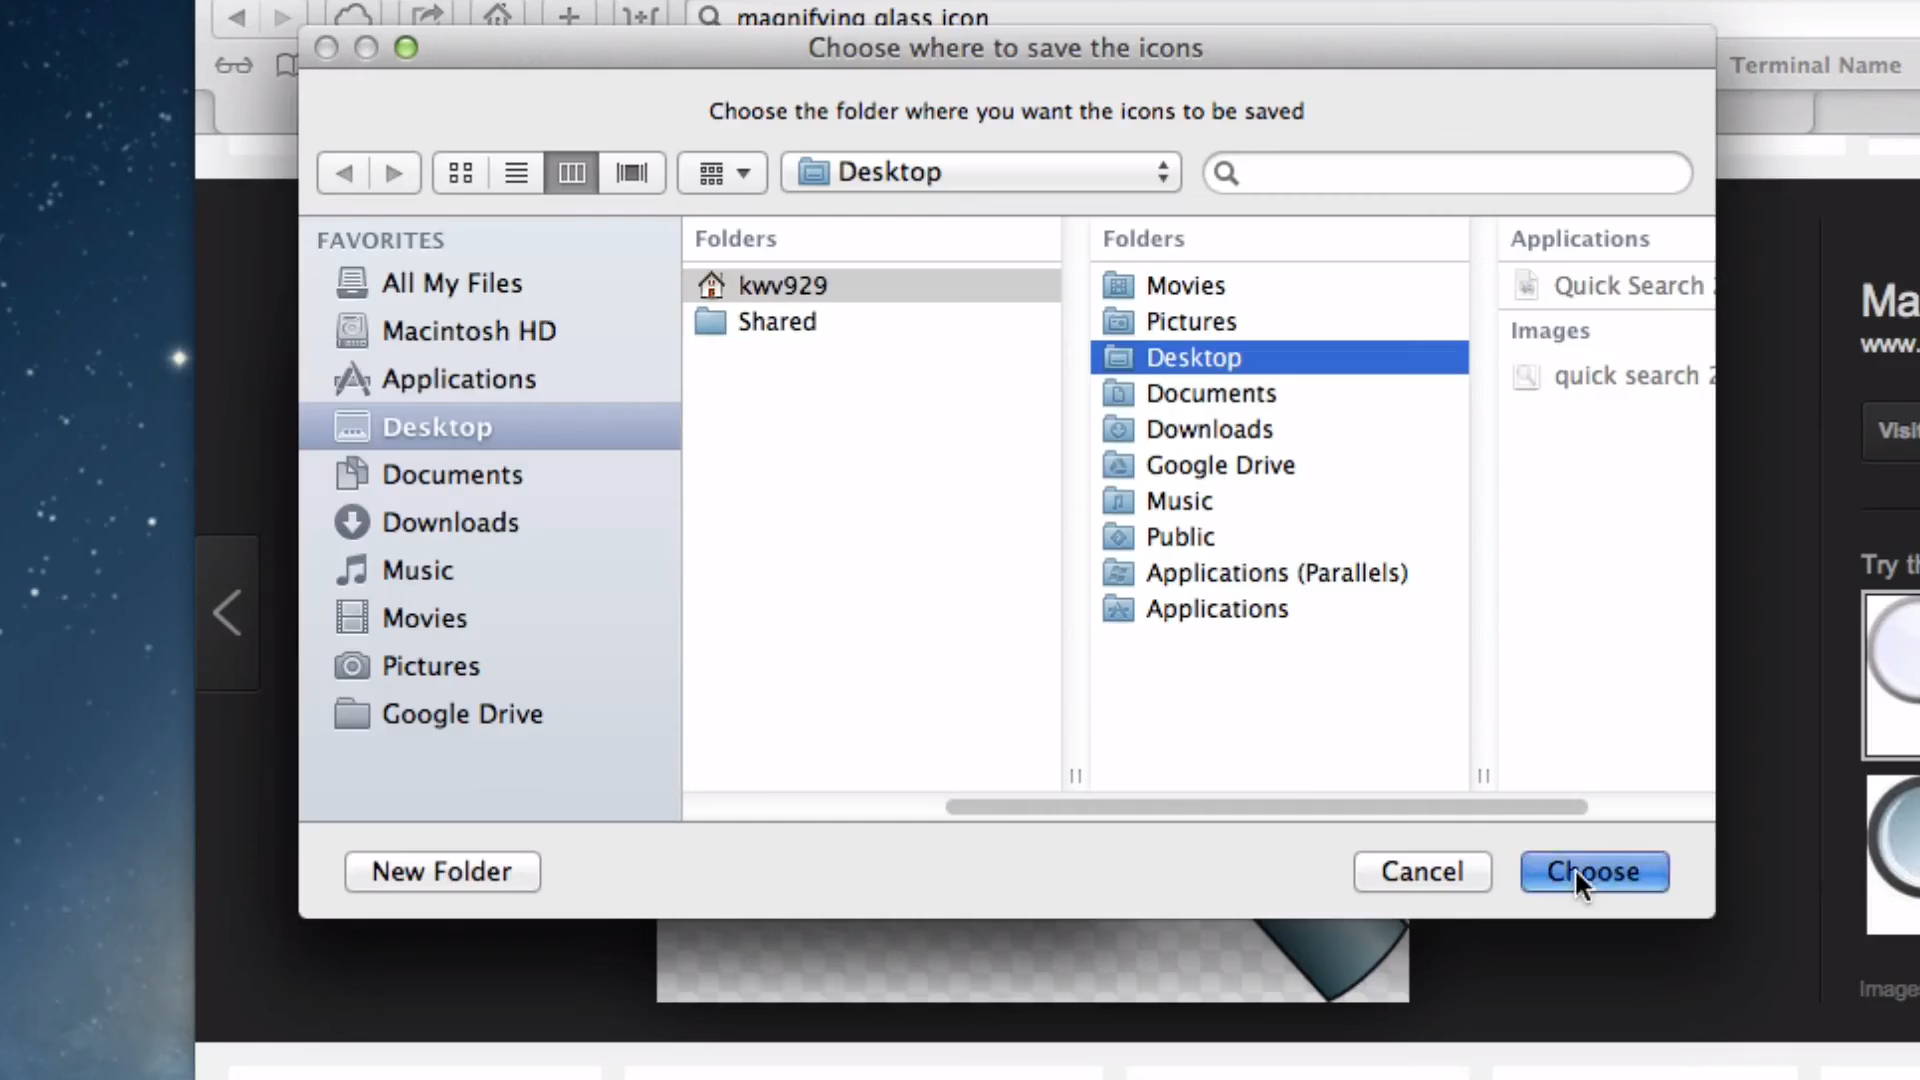 magnifying glass icon
Choose where to save the icons
Terminal Name
Choose the folder where you want the icons to be saved
Desktop
FAVORITES
All My Files
Macintosh HD
Applications
Desktop
Documents
Downloads
Music
Movies
Pictures
Google Drive
Folders
kwv929
Shared
Folders
Movies
Pictures
Desktop
Documents
Downloads
Google Drive
Music
Public
Applications (Parallels)
Applications
Applications
Quick Search
Images
quick search
New Folder
Cancel
Choose
Ma
www.
Visit
Try th
Images